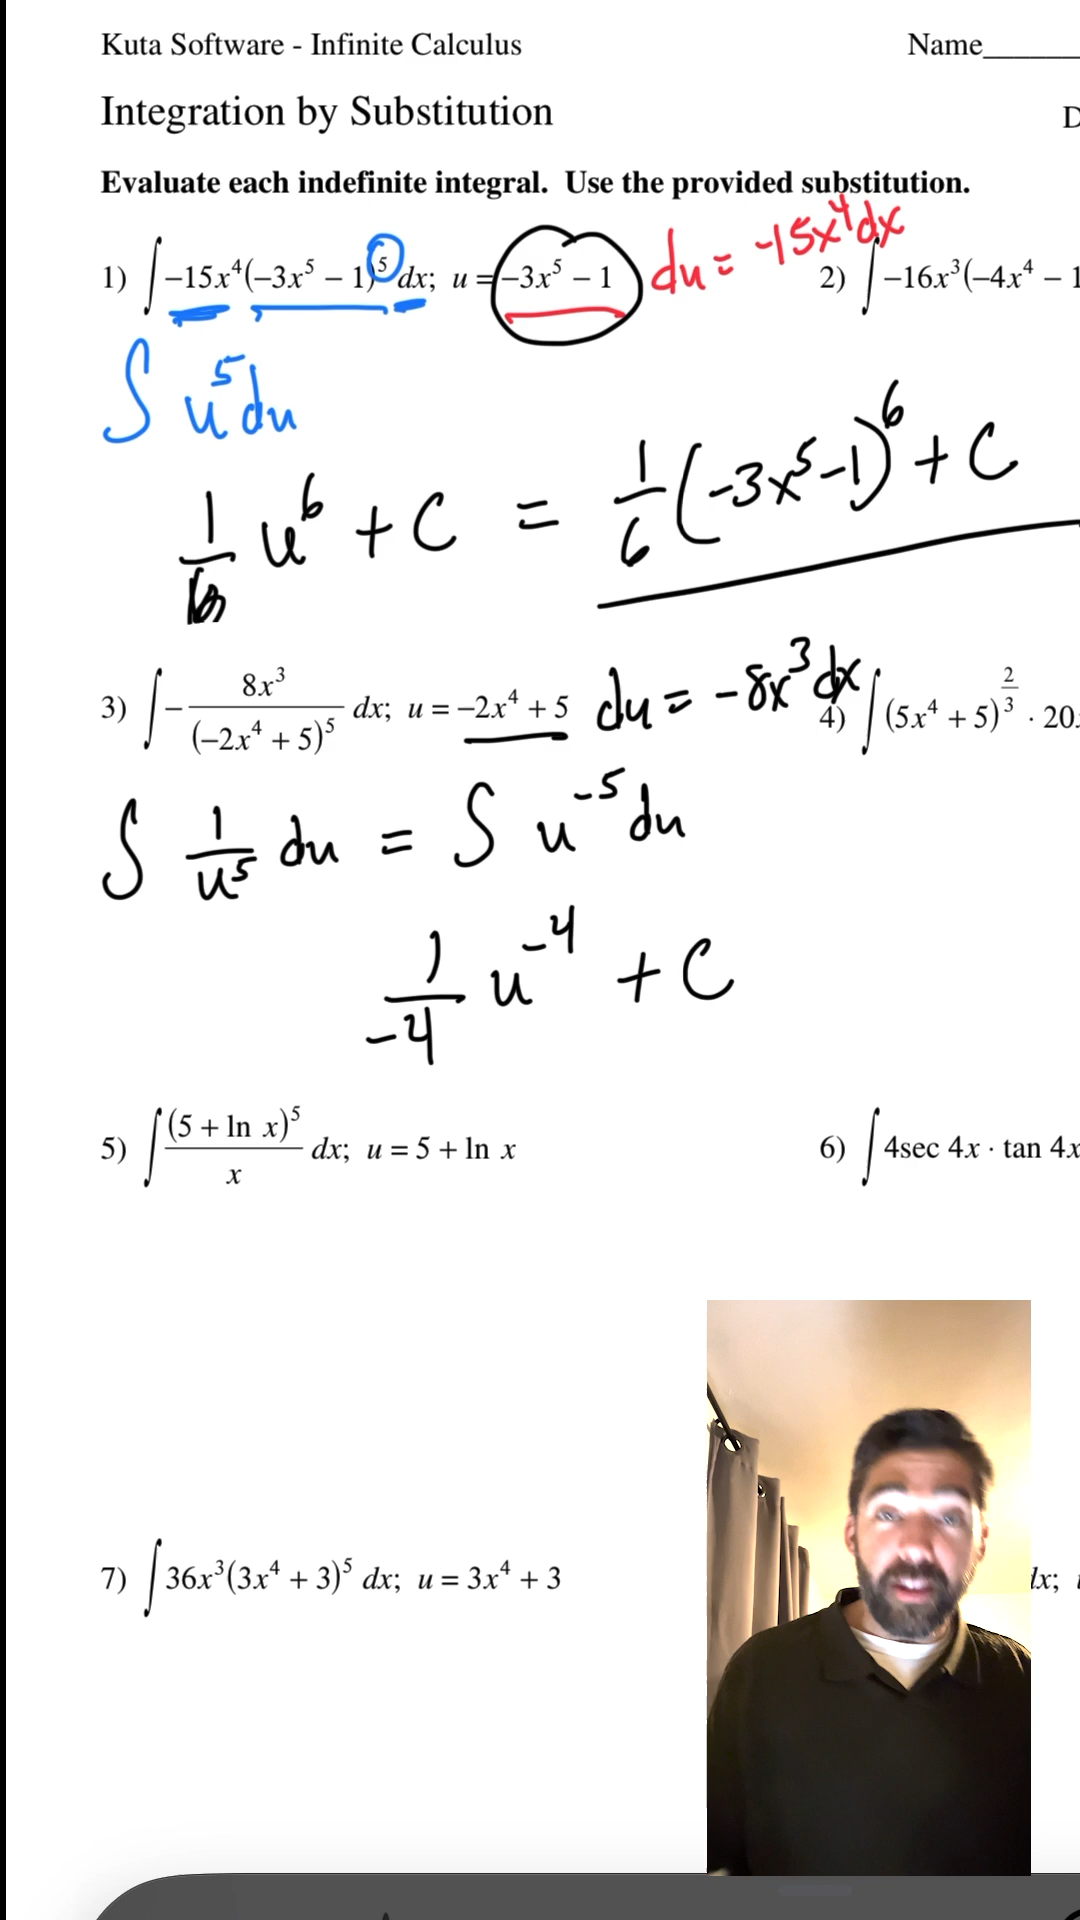 Kuta Software - Infinite Calculus Name______
Integration by Substitution D
Evaluate each indefinite integral. Use the provided substitution.
1) ∫ −15x⁴(−3x⁵ − 1)⁵ dx; u = −3x⁵ − 1 du = -15x⁴dx
2) ∫ −16x³(−4x⁴ − 1
∫ u⁵du
1/6 u⁶ + C = 1/6 (-3x⁵-1)⁶ + C
3) ∫ − 8x³/(−2x⁴ + 5)⁵ dx; u = −2x⁴ + 5 du = -8x³dx
4) ∫ (5x⁴ + 5)^(2/3) · 20
∫ 1/u⁵ du = ∫ u⁻⁵ du
1/-4 u⁻⁴ + C
5) ∫ (5 + ln x)⁵/x dx; u = 5 + ln x
6) ∫ 4sec 4x · tan 4x
7) ∫ 36x³(3x⁴ + 3)⁵ dx; u = 3x⁴ + 3
dx;